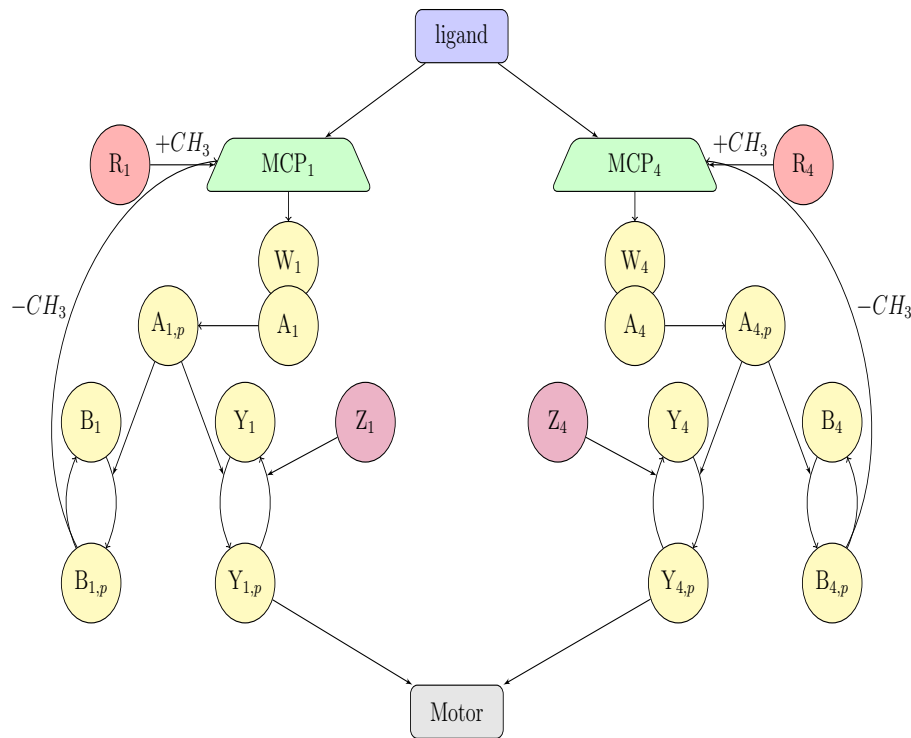 ligand
+CH₃ +CH₃
R₁ MCP₁ MCP₄ R₄
W₁ W₄
−CH₃ −CH₃
A₁,ₚ A₁ A₄ A₄,ₚ
B₁ Y₁ Z₁ Z₄ Y₄ B₄
B₁,ₚ Y₁,ₚ Y₄,ₚ B₄,ₚ
Motor